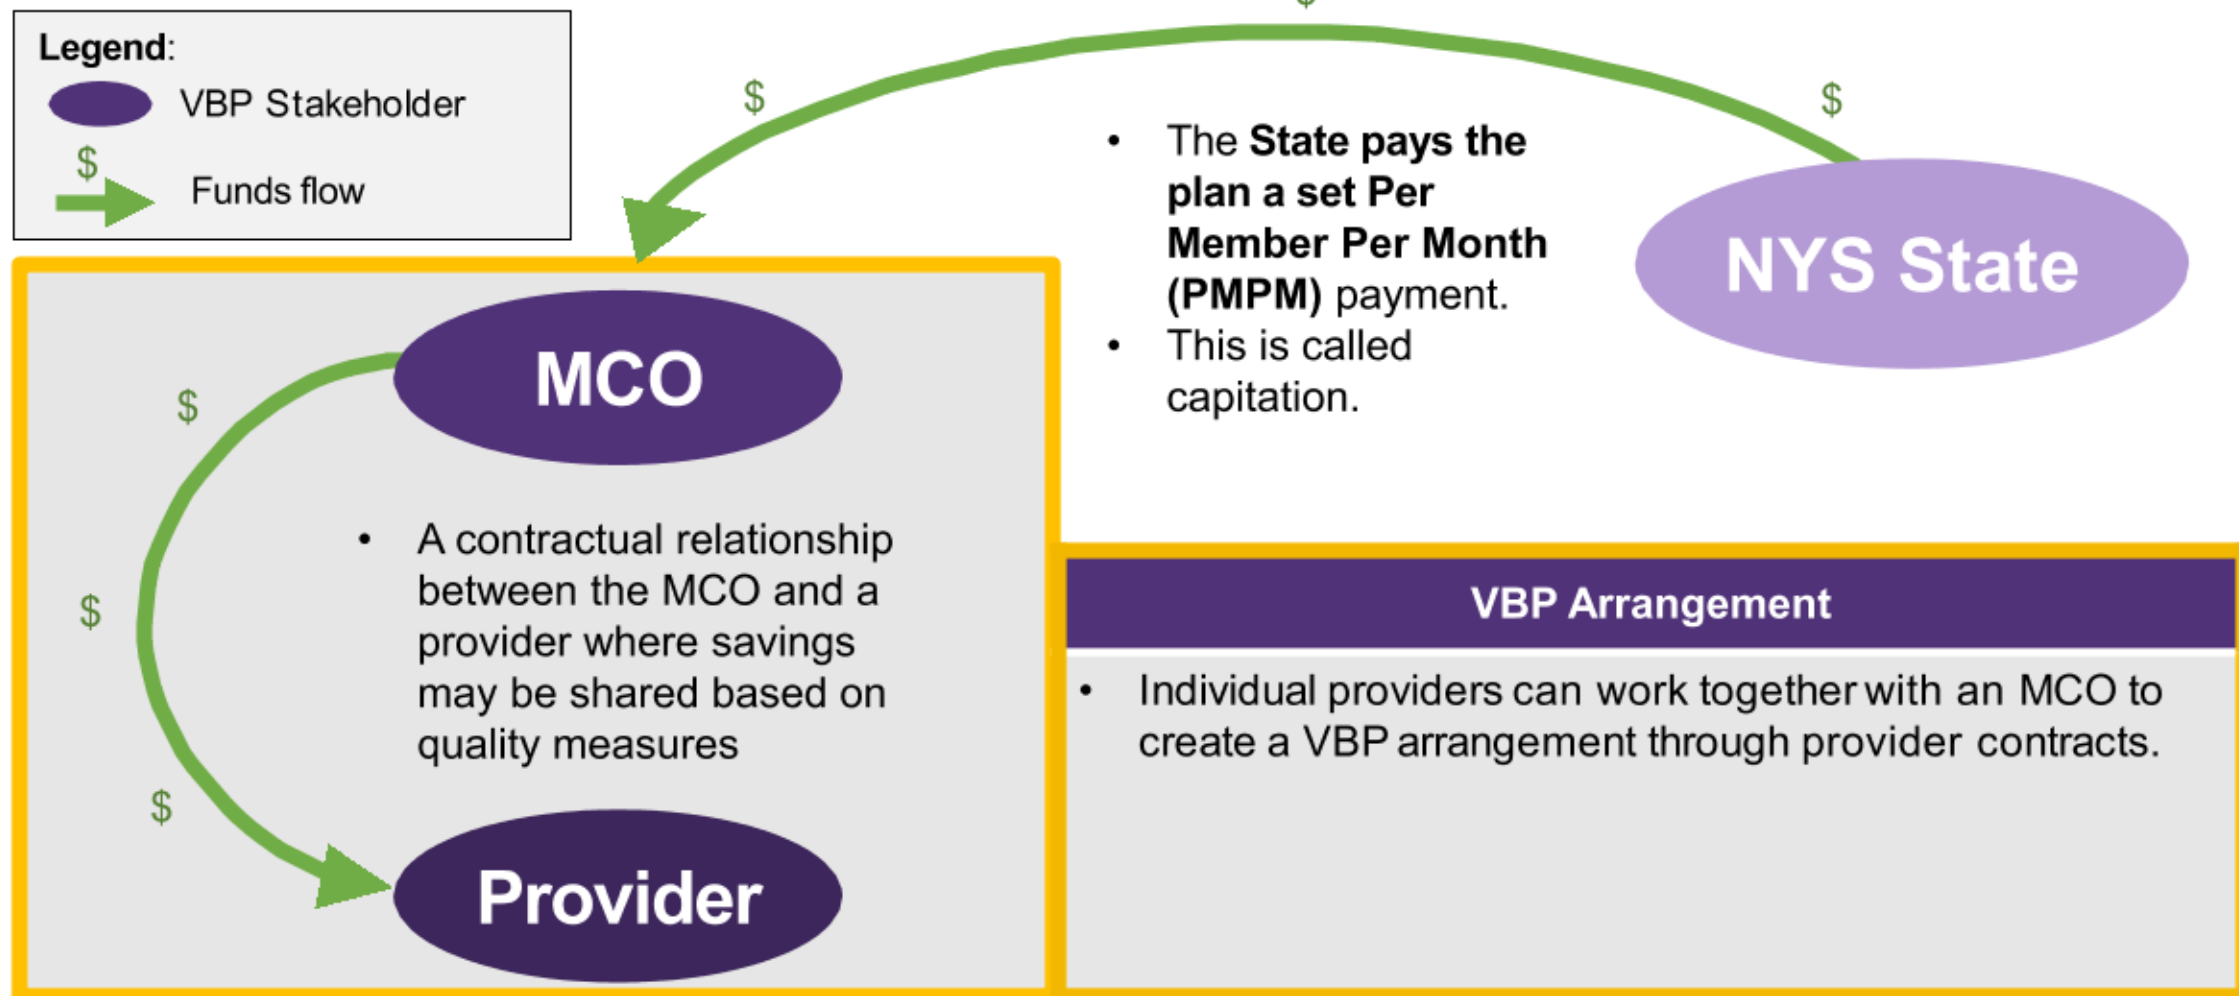 $
Legend:
VBP Stakeholder
$
Funds flow
$
$
• The State pays the
plan a set Per
Member Per Month
(PMPM) payment.
• This is called
capitation.
NYS State
MCO
$
$
$
• A contractual relationship
between the MCO and a
provider where savings
may be shared based on
quality measures
Provider
VBP Arrangement
• Individual providers can work together with an MCO to
create a VBP arrangement through provider contracts.